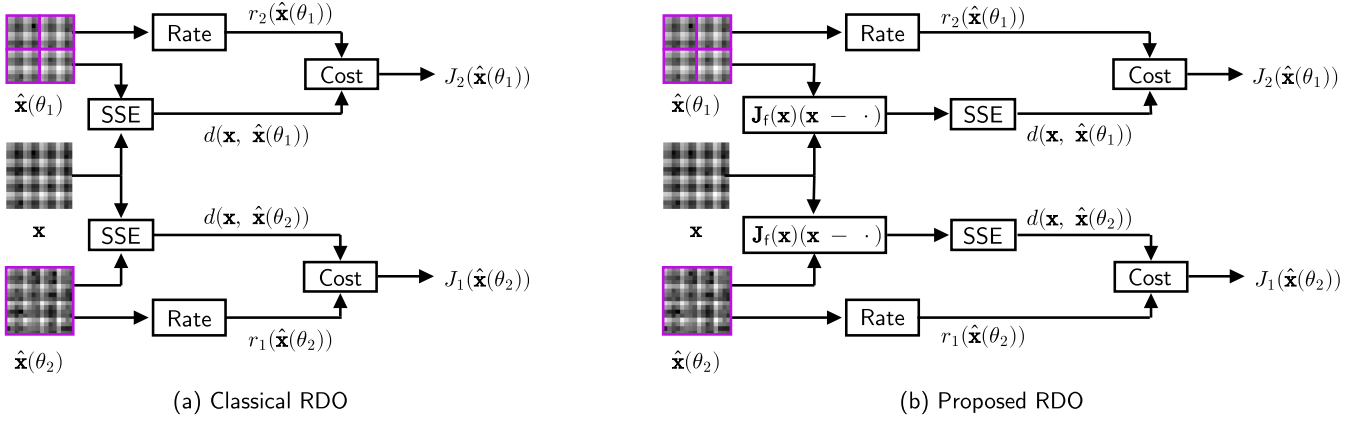 r₂(x̂(θ₁))
Rate
Cost
J₂(x̂(θ₁))
x̂(θ₁)
SSE
d(x, x̂(θ₁))
x
d(x, x̂(θ₂))
SSE
Cost
J₁(x̂(θ₂))
Rate
r₁(x̂(θ₂))
x̂(θ₂)
(a) Classical RDO
r₂(x̂(θ₁))
Rate
Cost
J₂(x̂(θ₁))
x̂(θ₁)
J_f(x)(x − ·)
SSE
d(x, x̂(θ₁))
x
d(x, x̂(θ₂))
J_f(x)(x − ·)
SSE
Cost
J₁(x̂(θ₂))
Rate
r₁(x̂(θ₂))
x̂(θ₂)
(b) Proposed RDO